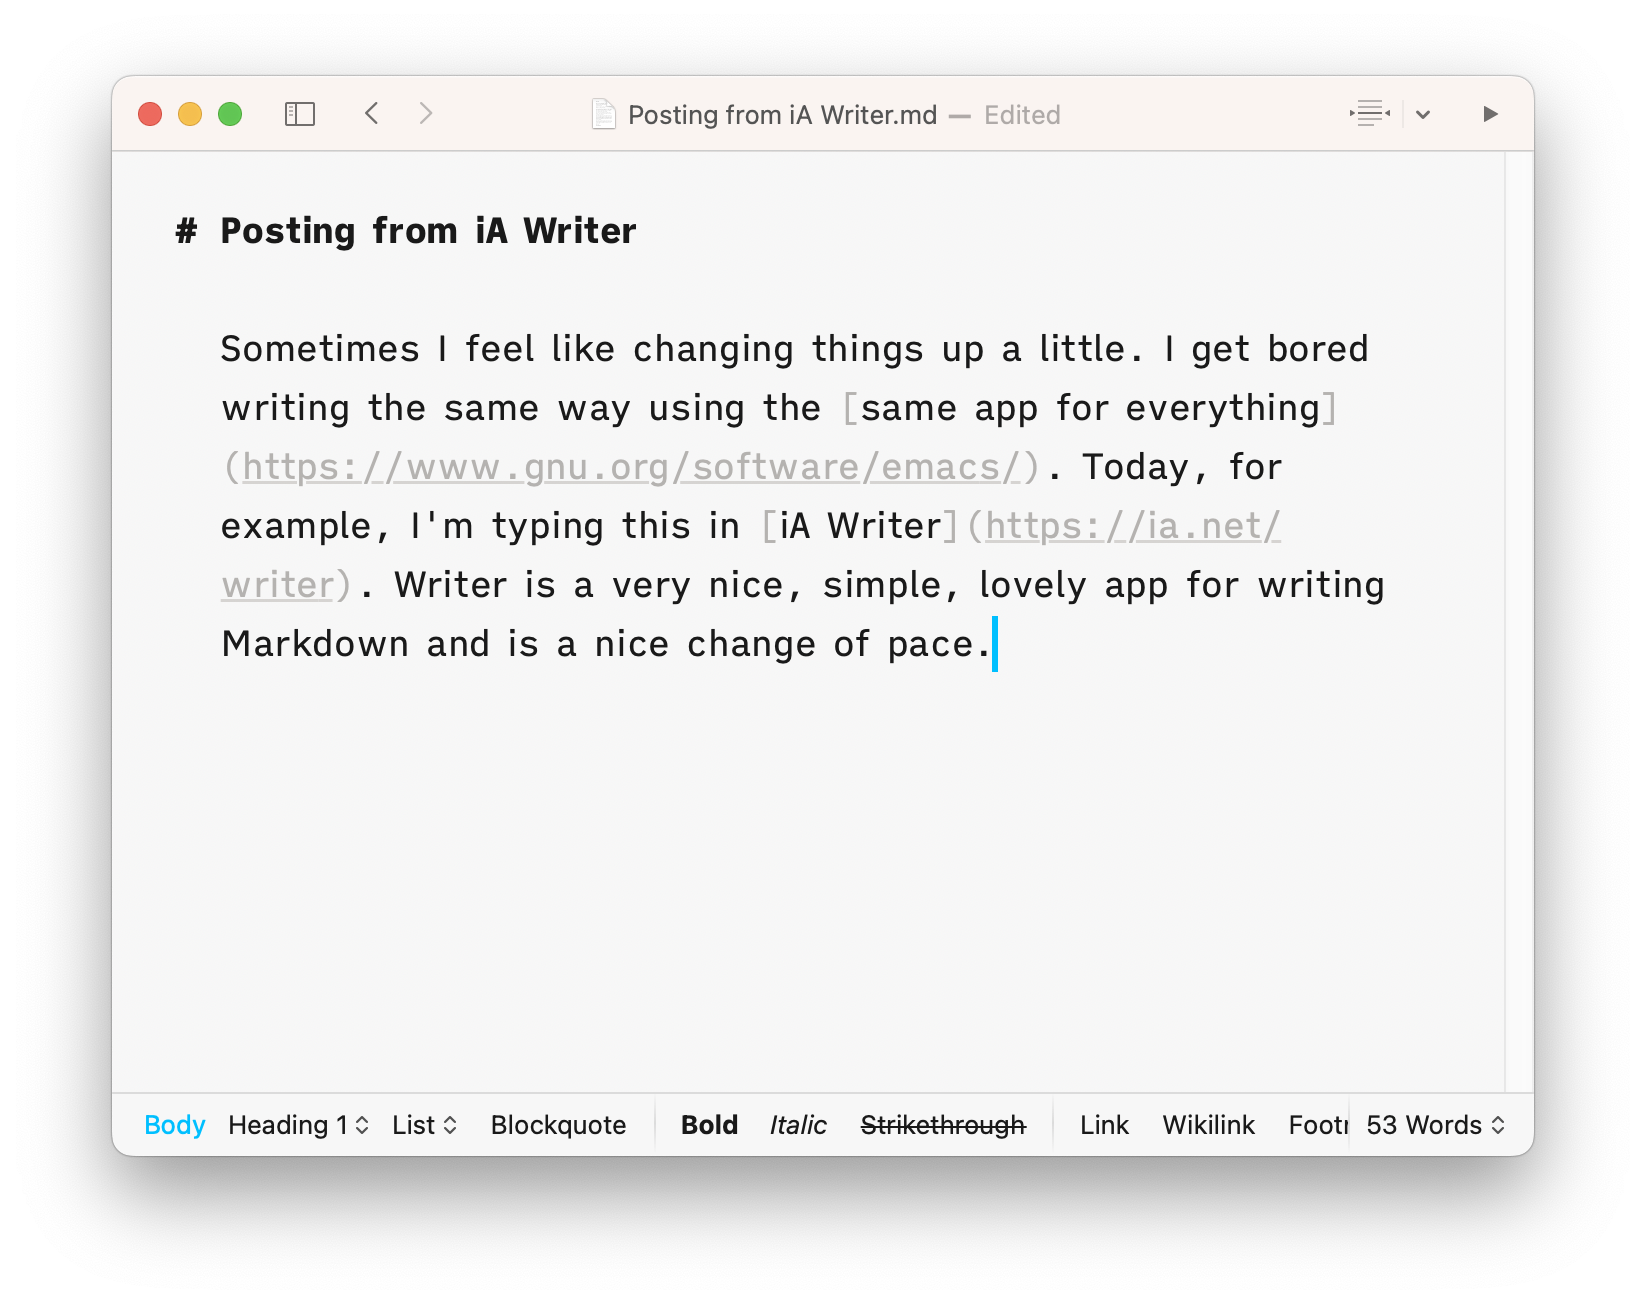 Posting from iA Writer.md — Edited
# Posting from iA Writer
Sometimes I feel like changing things up a little. I get bored
writing the same way using the [same app for everything]
(https://www.gnu.org/software/emacs/). Today, for
example, I'm typing this in [iA Writer](https://ia.net/
writer). Writer is a very nice, simple, lovely app for writing
Markdown and is a nice change of pace.
Body Heading 1 List Blockquote Bold Italic Strikethrough Link Wikilink 53 Words